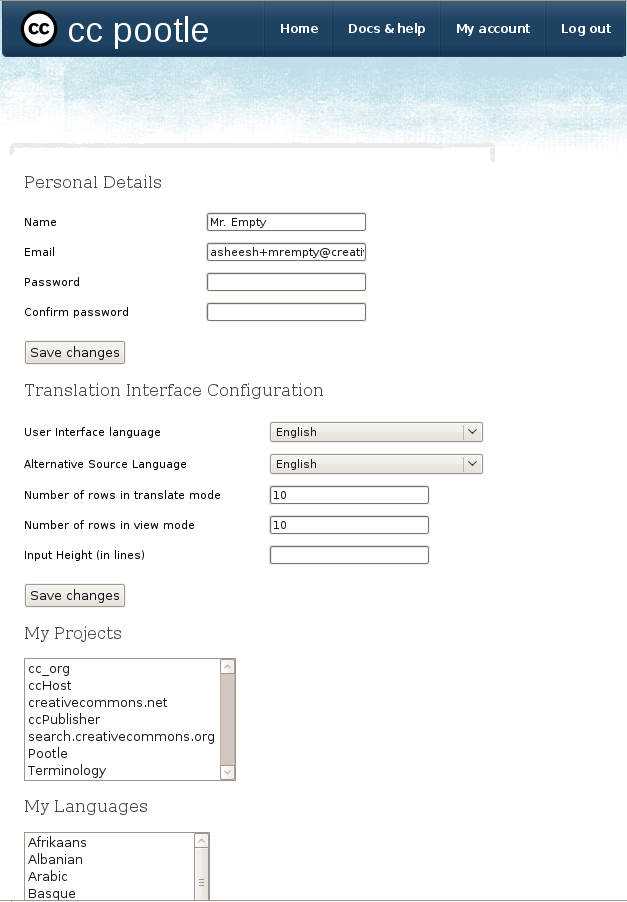 cc cc pootle Home Docs & help My account Log out
Personal Details
Name Mr. Empty
Email asheesh+mrempty@creati
Password
Confirm password
Save changes
Translation Interface Configuration
User Interface language English
Alternative Source Language English
Number of rows in translate mode 10
Number of rows in view mode 10
Input Height (in lines)
Save changes
My Projects
cc_org
ccHost
creativecommons.net
ccPublisher
search.creativecommons.org
Pootle
Terminology
My Languages
Afrikaans
Albanian
Arabic
Basque